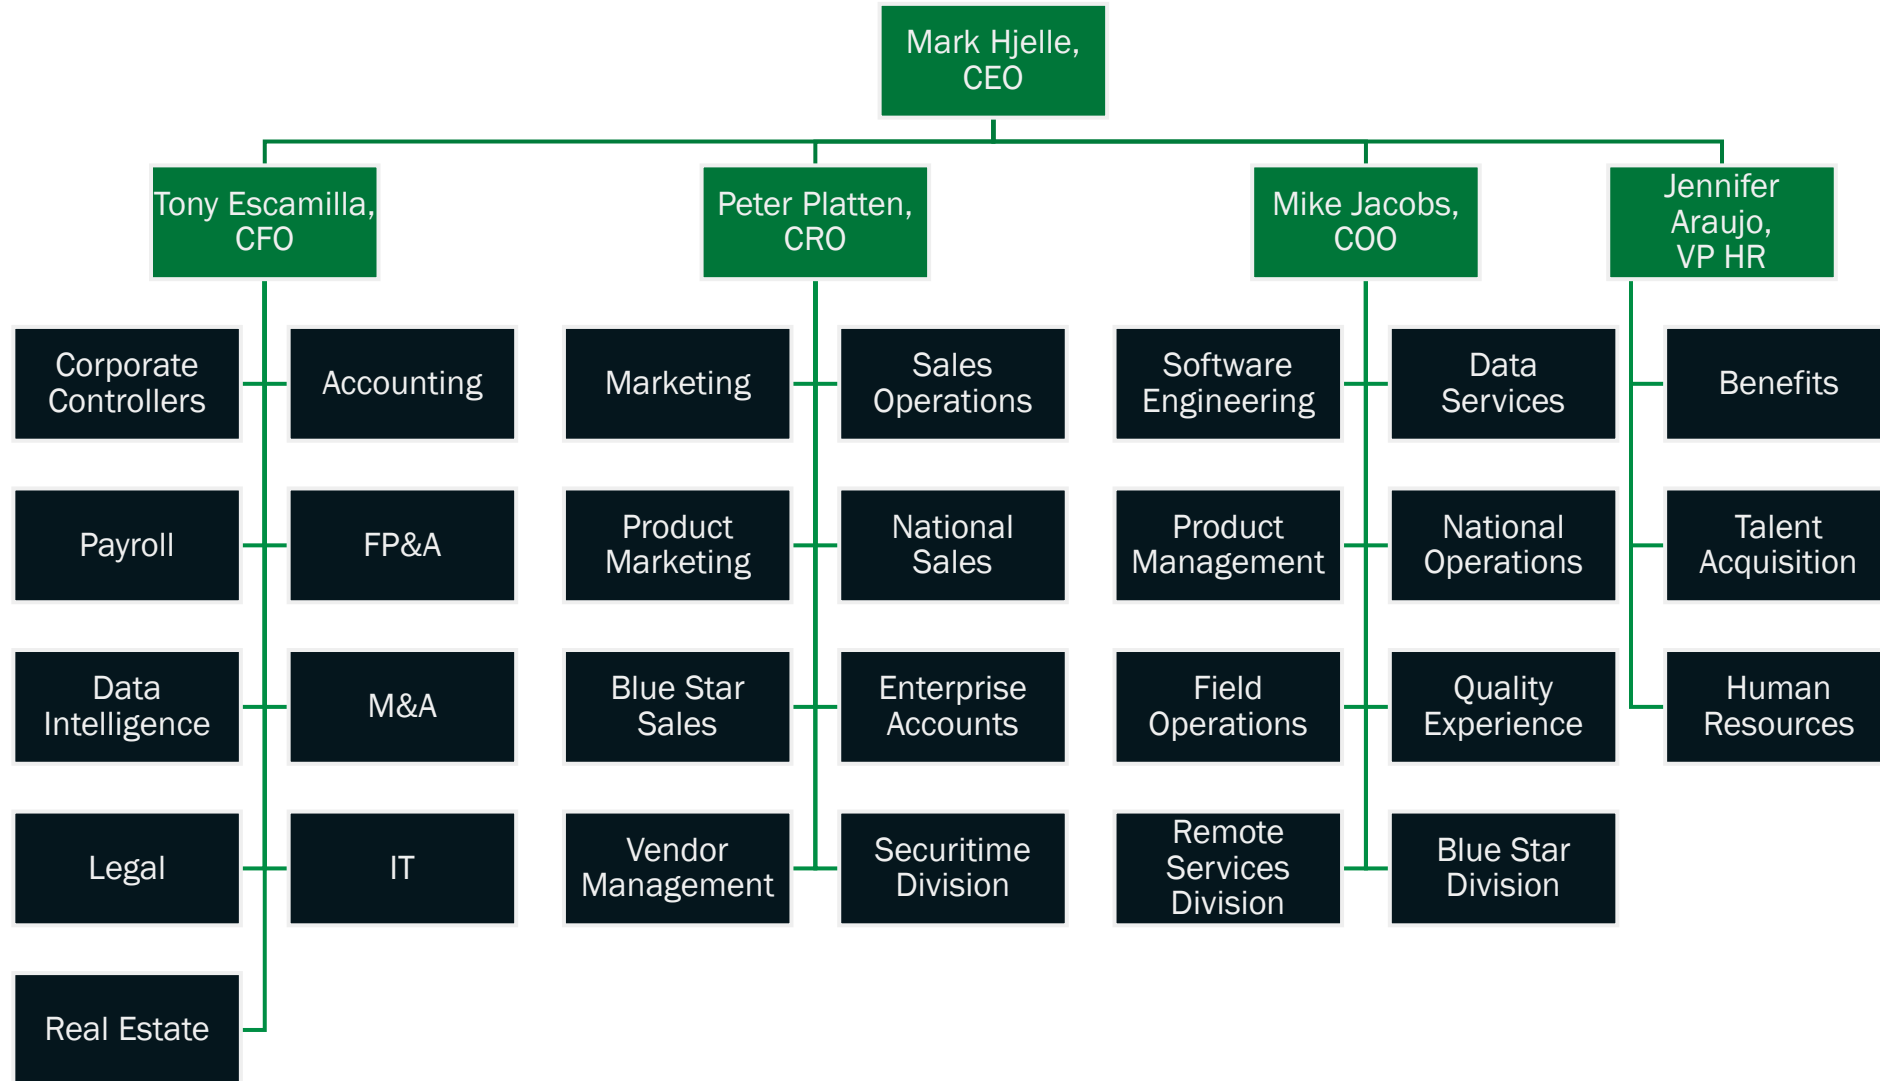 Mark Hjelle,
CEO
Tony Escamilla,
CFO
Peter Platten,
CRO
Mike Jacobs,
COO
Jennifer
Araujo,
VP HR
Corporate
Controllers
Accounting
Marketing
Sales
Operations
Software
Engineering
Data
Services
Benefits
Payroll
FP&A
Product
Marketing
National
Sales
Product
Management
National
Operations
Talent
Acquisition
Data
Intelligence
M&A
Blue Star
Sales
Enterprise
Accounts
Field
Operations
Quality
Experience
Human
Resources
Legal
IT
Vendor
Management
Securitime
Division
Remote
Services
Division
Blue Star
Division
Real Estate